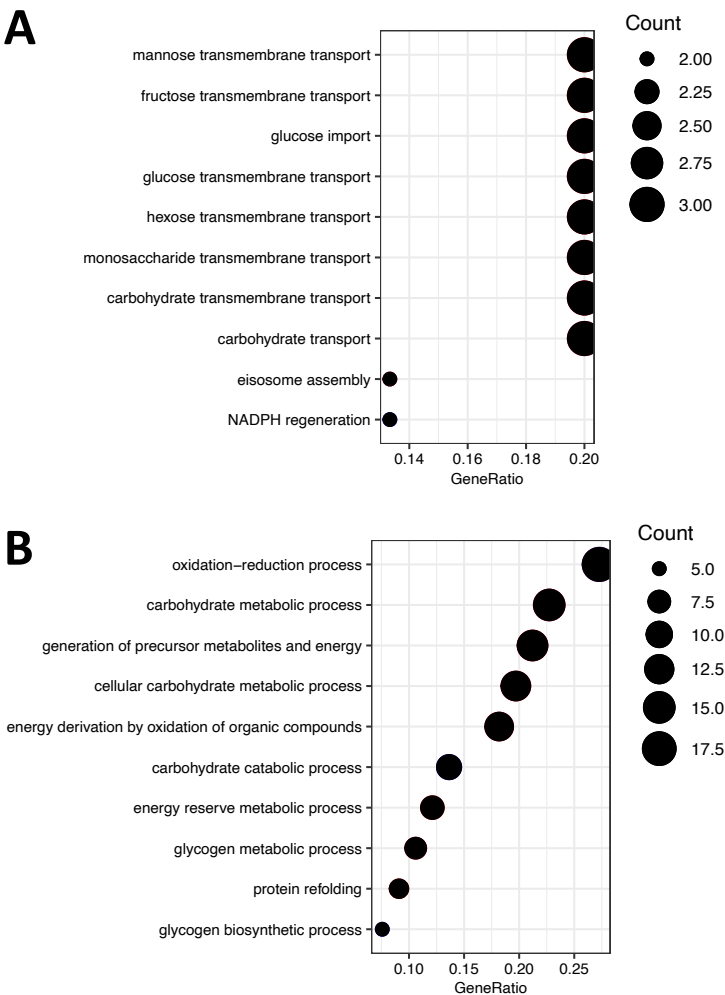 A
mannose transmembrane transport
fructose transmembrane transport
glucose import
glucose transmembrane transport
hexose transmembrane transport
monosaccharide transmembrane transport
carbohydrate transmembrane transport
carbohydrate transport
eisosome assembly
NADPH regeneration
0.14 0.16 0.18 0.20
GeneRatio
Count
2.00
2.25
2.50
2.75
3.00
B
oxidation−reduction process
carbohydrate metabolic process
generation of precursor metabolites and energy
cellular carbohydrate metabolic process
energy derivation by oxidation of organic compounds
carbohydrate catabolic process
energy reserve metabolic process
glycogen metabolic process
protein refolding
glycogen biosynthetic process
0.10 0.15 0.20 0.25
GeneRatio
Count
5.0
7.5
10.0
12.5
15.0
17.5